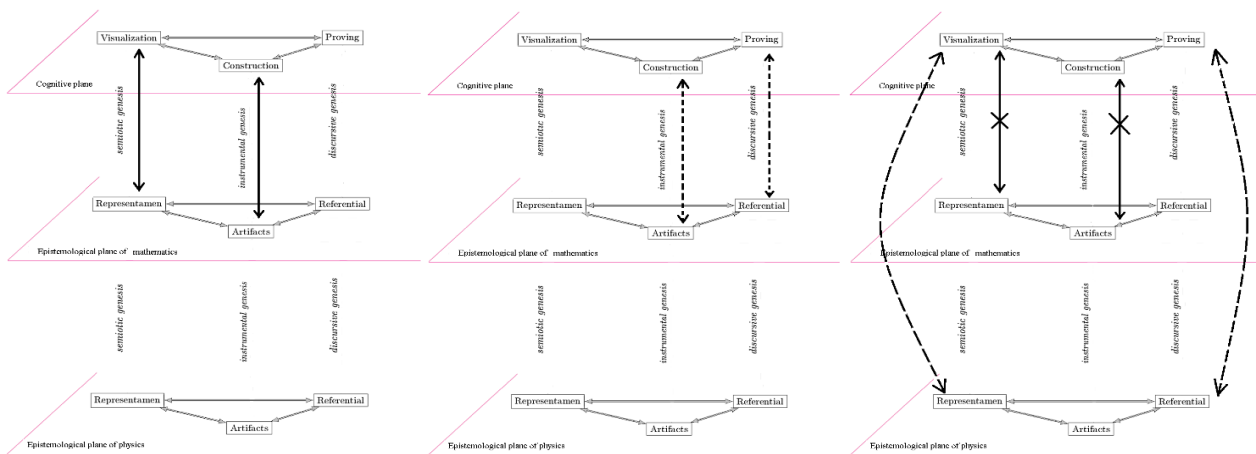 Visualization
Proving
Construction
Cognitive plane
semiotic genesis
instrumental genesis
discursive genesis
Representamen
Referential
Artifacts
Epistemological plane of mathematics
semiotic genesis
instrumental genesis
discursive genesis
Representamen
Referential
Artifacts
Epistemological plane of physics
Visualization
Proving
Construction
Cognitive plane
semiotic genesis
instrumental genesis
discursive genesis
Representamen
Referential
Artifacts
Epistemological plane of mathematics
semiotic genesis
instrumental genesis
discursive genesis
Representamen
Referential
Artifacts
Epistemological plane of physics
Visualization
Proving
Construction
Cognitive plane
semiotic genesis
instrumental genesis
discursive genesis
Representamen
Referential
Artifacts
Epistemological plane of mathematics
semiotic genesis
instrumental genesis
discursive genesis
Representamen
Referential
Artifacts
Epistemological plane of physics